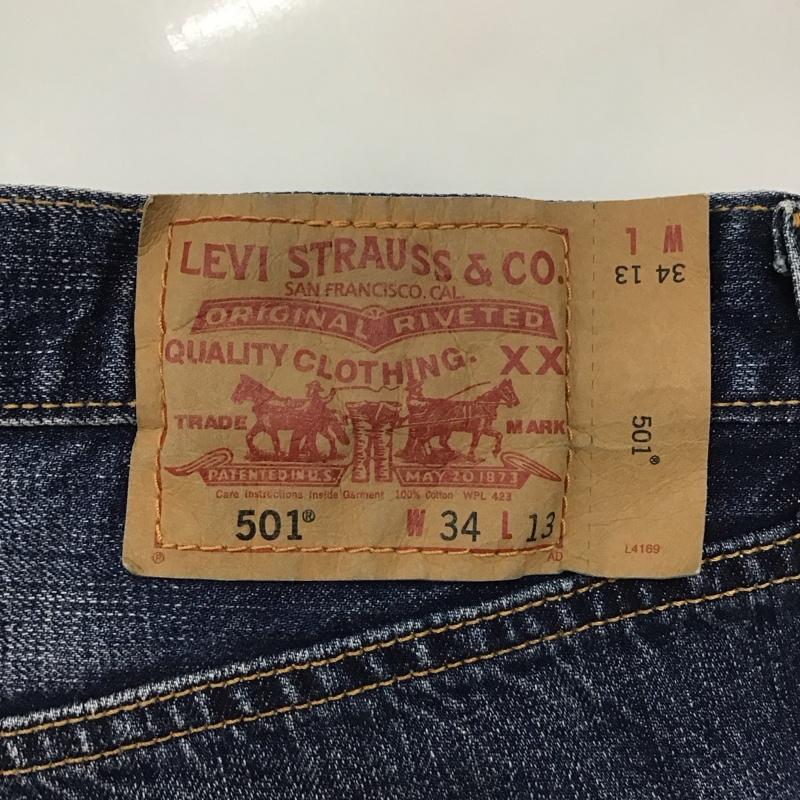 LEVI STRAUSS & CO.
SAN FRANCISCO, CAL.
ORIGINAL RIVETED
QUALITY CLOTHING. XX
TRADE MARK
PATENTED IN U.S. MAY 20 1873
Care Instructions Inside Garment 100% Cotton WPL 423
501® W 34 L 13
® AD
W L
34 13
501®
L4169